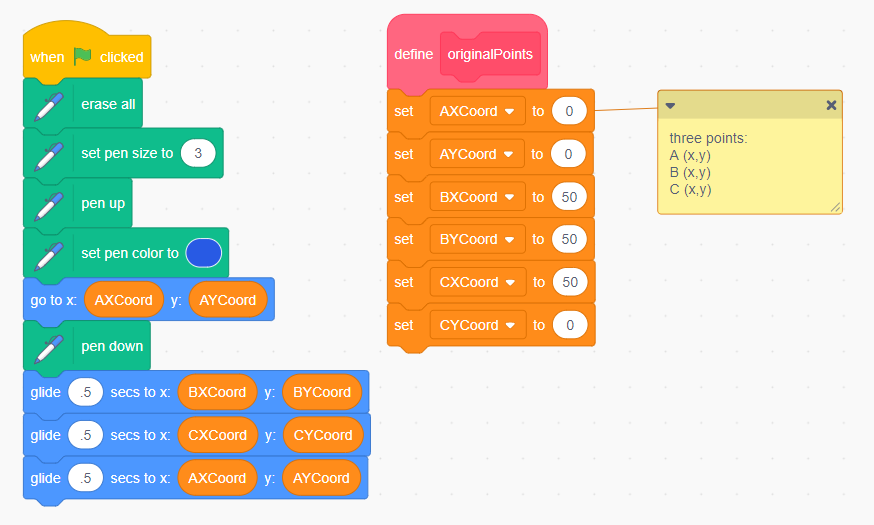 when clicked
erase all
set pen size to 3
pen up
set pen color to
go to x: AXCoord y: AYCoord
pen down
glide .5 secs to x: BXCoord y: BYCoord
glide .5 secs to x: CXCoord y: CYCoord
glide .5 secs to x: AXCoord y: AYCoord
define originalPoints
set AXCoord to 0
set AYCoord to 0
set BXCoord to 50
set BYCoord to 50
set CXCoord to 50
set CYCoord to 0
three points:
A (x,y)
B (x,y)
C (x,y)